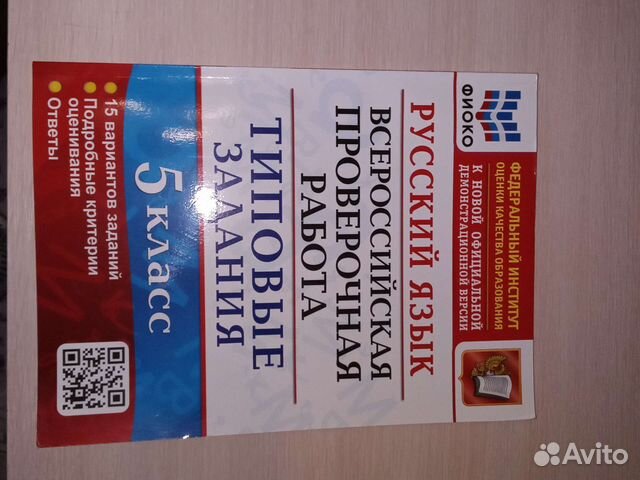 ФИОКО
ФЕДЕРАЛЬНЫЙ ИНСТИТУТ
ОЦЕНКИ КАЧЕСТВА ОБРАЗОВАНИЯ
К НОВОЙ ОФИЦИАЛЬНОЙ
ДЕМОНСТРАЦИОННОЙ ВЕРСИИ
РУССКИЙ ЯЗЫК
ВСЕРОССИЙСКАЯ
ПРОВЕРОЧНАЯ
РАБОТА
ТИПОВЫЕ
ЗАДАНИЯ
5 класс
15 вариантов заданий
Подробные критерии
оценивания
Ответы
Avito